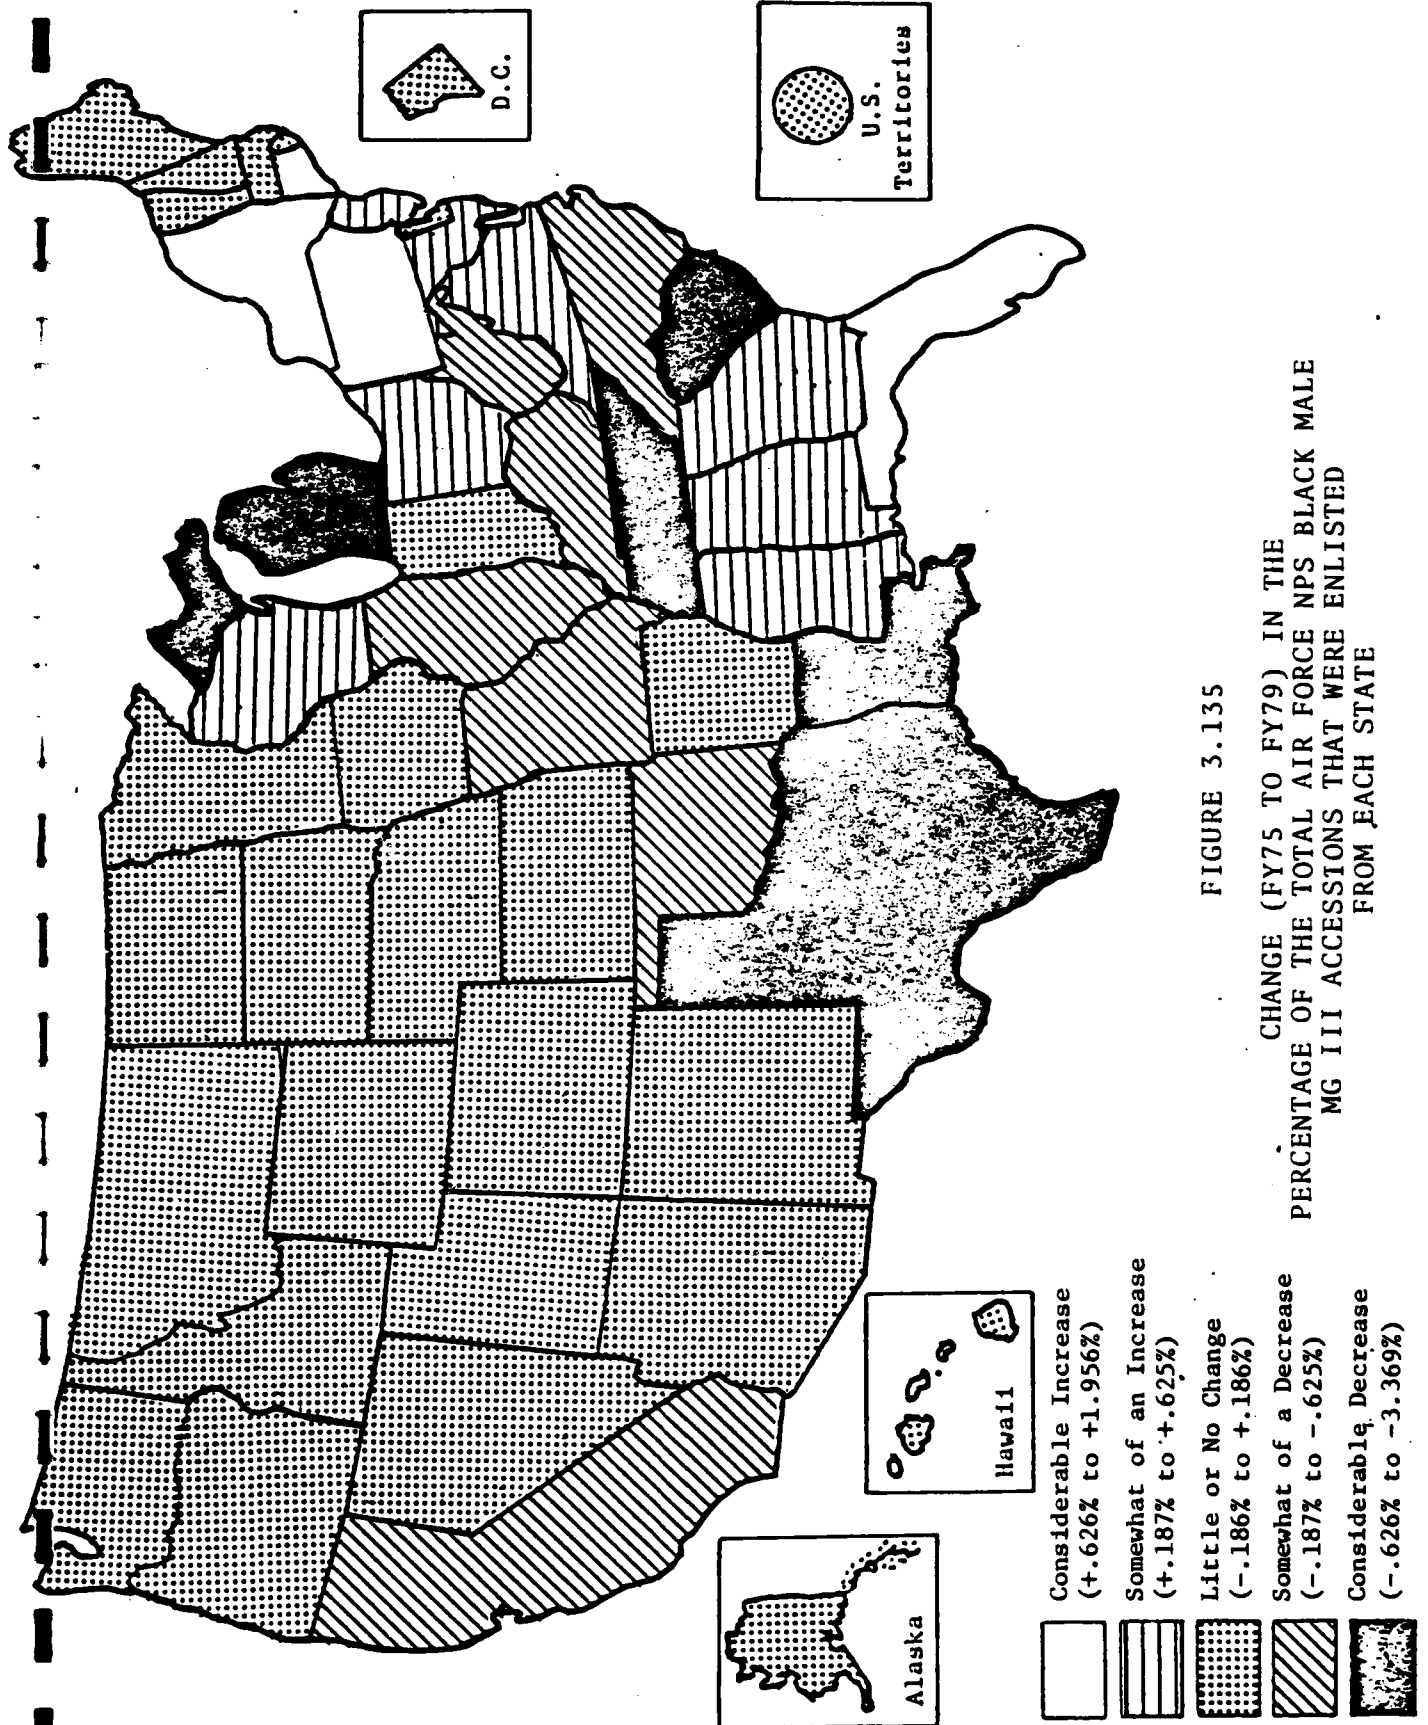 D.C.
U.S.
Territories
Alaska
Hawaii
Considerable Increase
(+.626% to +1.956%)
Somewhat of an Increase
(+.187% to +.625%)
Little or No Change
(-.186% to +.186%)
Somewhat of a Decrease
(-.187% to -.625%)
Considerable Decrease
(-.626% to -3.369%)
FIGURE 3.135
CHANGE (FY75 TO FY79) IN THE
PERCENTAGE OF THE TOTAL AIR FORCE NPS BLACK MALE
MG III ACCESSIONS THAT WERE ENLISTED
FROM EACH STATE